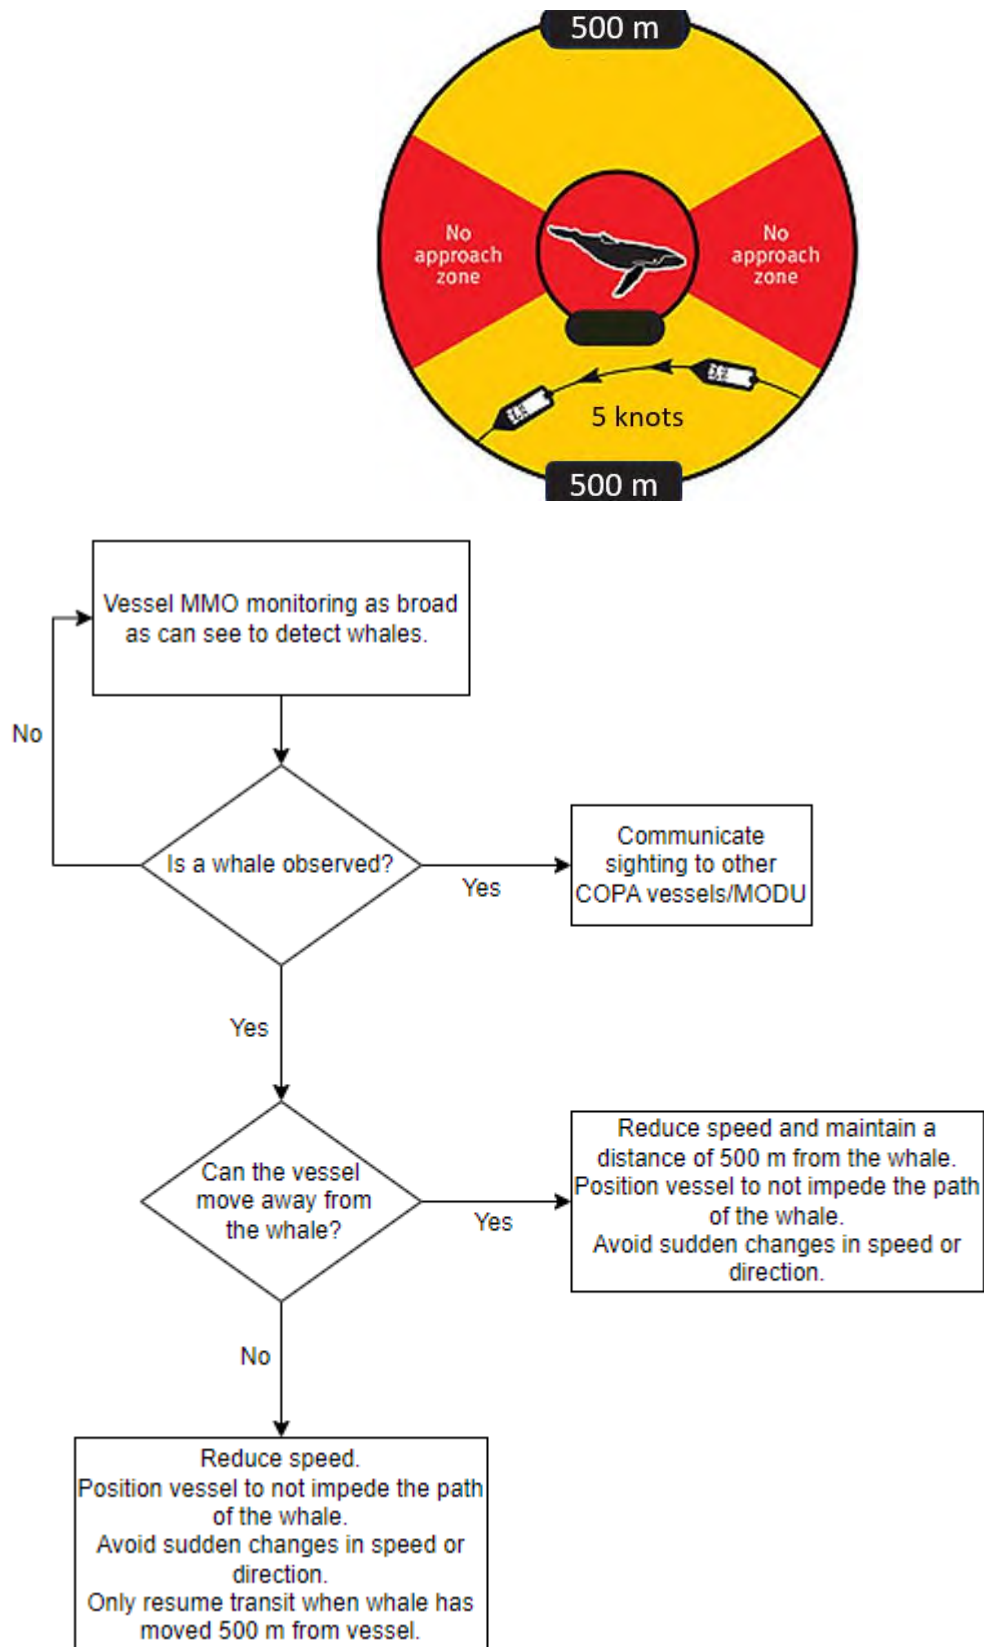 500 m
No
approach
zone
No
approach
zone
5 knots
500 m
Vessel MMO monitoring as broad
as can see to detect whales.
No
Is a whale observed?
Yes
Communicate
sighting to other
COPA vessels/MODU
Yes
Can the vessel
move away from
the whale?
Yes
Reduce speed and maintain a
distance of 500 m from the whale.
Position vessel to not impede the path
of the whale.
Avoid sudden changes in speed or
direction.
No
Reduce speed.
Position vessel to not impede the path
of the whale.
Avoid sudden changes in speed or
direction.
Only resume transit when whale has
moved 500 m from vessel.